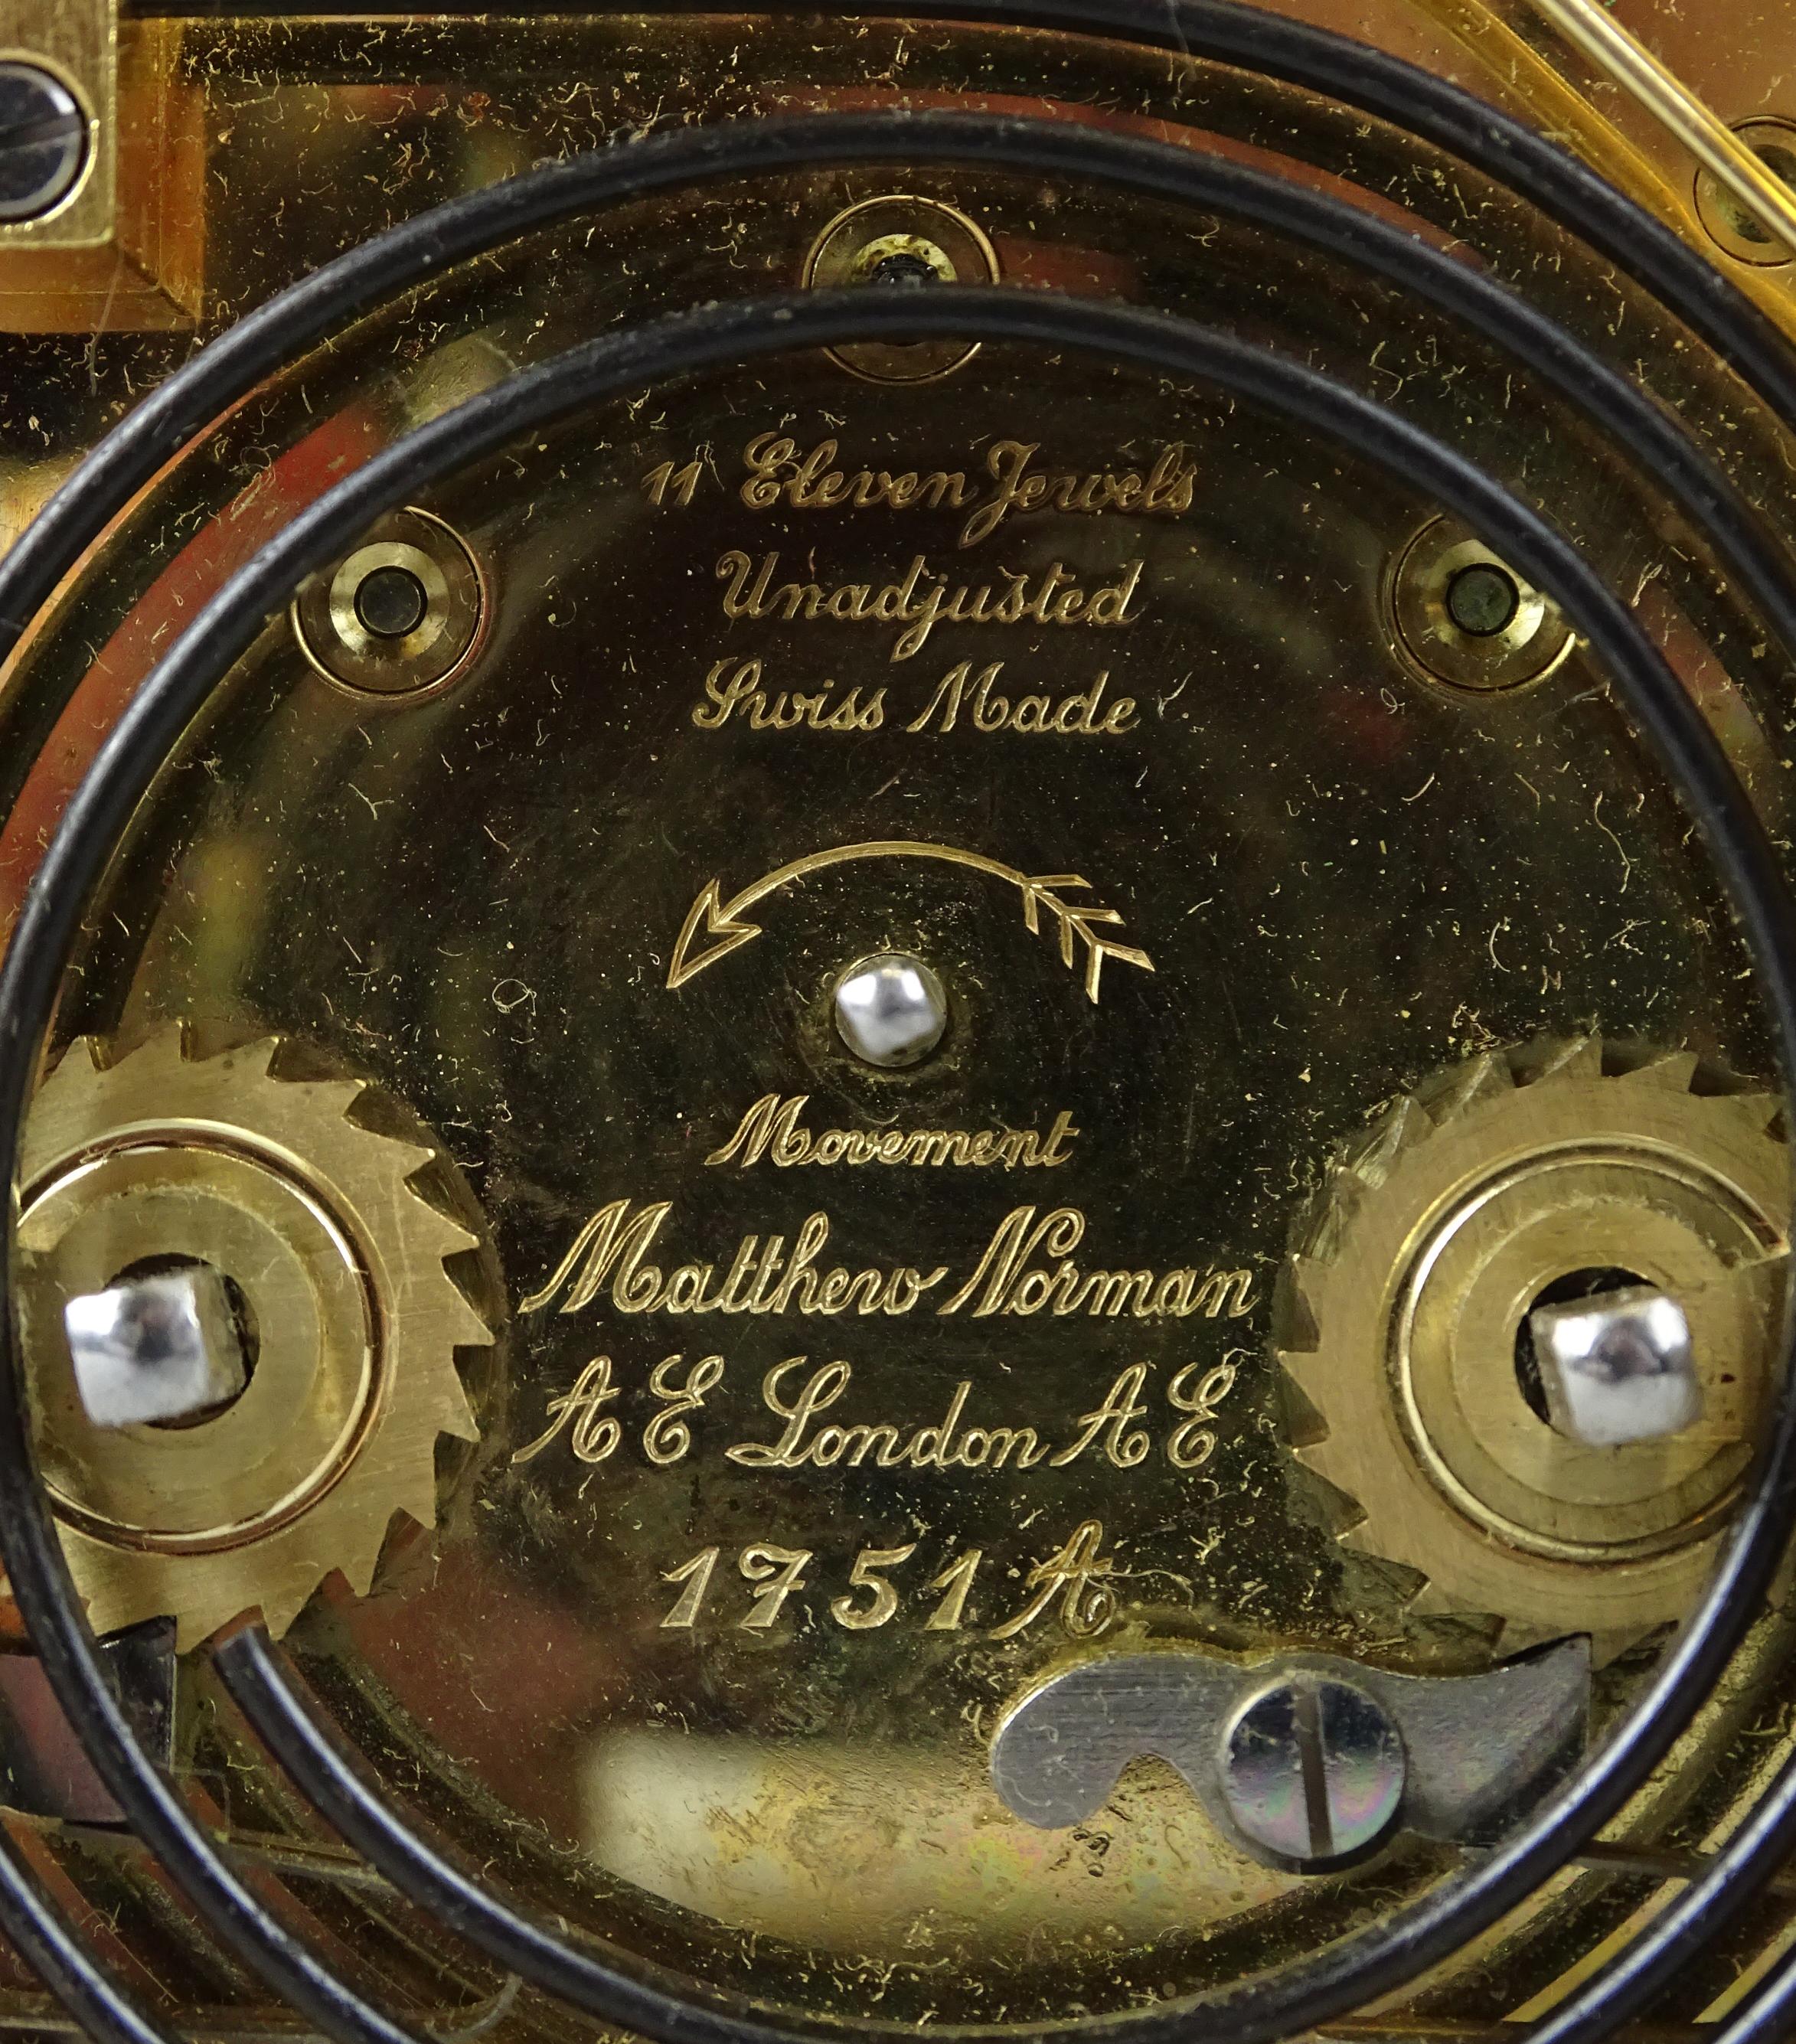 11 Eleven Jewels
Unadjusted
Swiss Made
Movement
Matthew Norman
A E London A E
1751A